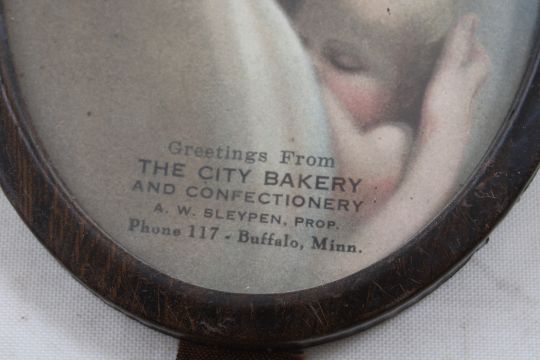 Greetings From
THE CITY BAKERY
AND CONFECTIONERY
A. W. SLEYPEN, PROP.
Phone 117 - Buffalo, Minn.